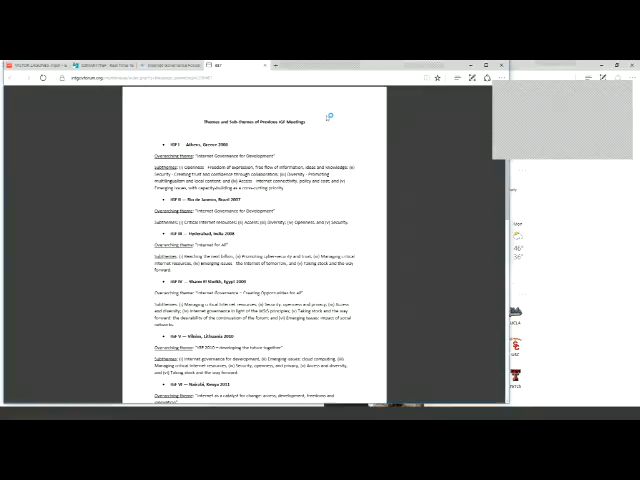 intgovforum.org
Themes and Sub-themes of Previous IGF Meetings
• IGF I — Athens, Greece 2006
Overarching theme: "Internet Governance for Development"
Subthemes: (i) Openness - Freedom of expression, free flow of information, ideas and knowledge; (ii)
Security - Creating trust and confidence through collaboration; (iii) Diversity - Promoting
multilingualism and local content; and (iv) Access - Internet connectivity, policy and cost; and (v)
Emerging issues, with capacity-building as a cross-cutting priority
• IGF II — Rio de Janeiro, Brazil 2007
Overarching theme: "Internet Governance for Development"
Subthemes: (i) Critical Internet resources; (ii) Access; (iii) Diversity; (iv) Openness, and (v) Security.
• IGF III — Hyderabad, India 2008
Overarching theme: "Internet for All"
Subthemes: (i) Reaching the next billion, (ii) Promoting cyber-security and trust, (iii) Managing critical
Internet resources, (iv) Emerging issues - the Internet of tomorrow, and (v) Taking stock and the way
forward.
• IGF IV — Sharm El Sheikh, Egypt 2009
Overarching theme: "Internet Governance – Creating Opportunities for All"
Subthemes: (i) Managing critical Internet resources; (ii) Security, openness and privacy; (iii) Access
and diversity; (iv) Internet governance in light of the WSIS principles; (v) Taking stock and the way
forward: the desirability of the continuation of the forum; and (vi) Emerging issues: impact of social
networks.
• IGF V — Vilnius, Lithuania 2010
Overarching theme: "IGF 2010 – developing the future together"
Subthemes: (i) Internet governance for development, (ii) Emerging issues: cloud computing, (iii)
Managing critical Internet resources, (iv) Security, openness, and privacy, (v) Access and diversity,
and (vi) Taking stock and the way forward.
• IGF VI — Nairobi, Kenya 2011
Overarching theme: "Internet as a catalyst for change: access, development, freedoms and
innovation"
Mon
46°
36°
UCLA
USC